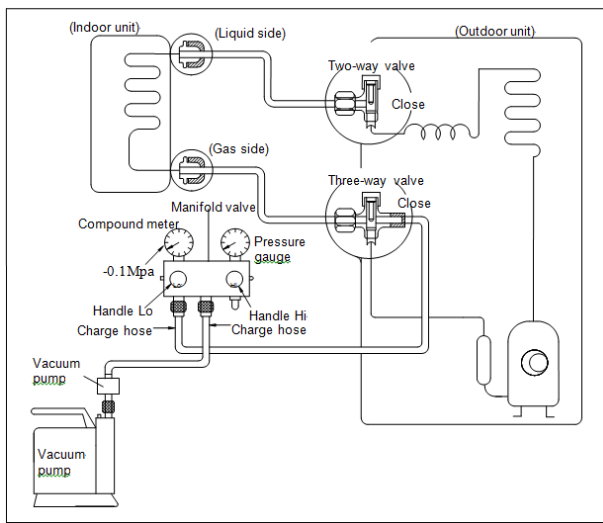 (Indoor unit)
(Liquid side)
(Outdoor unit)
Two-way valve
Close
(Gas side)
Three-way valve
Close
Manifold valve
Compound meter
Pressure
gauge
-0.1Mpa
Lo
Handle Lo
Handle Hi
Charge hose
Charge hose
Vacuum
pump
Vacuum
pump